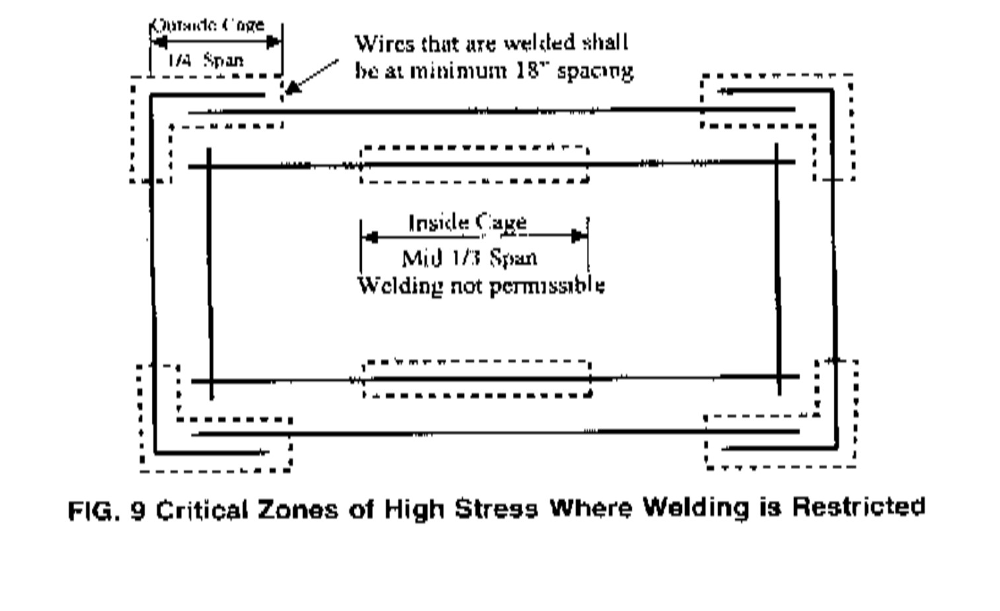 Outside Cage
1/4 Span
Wires that are welded shall
be at minimum 18" spacing
Inside Cage
Mid 1/3 Span
Welding not permissible
FIG. 9 Critical Zones of High Stress Where Welding is Restricted